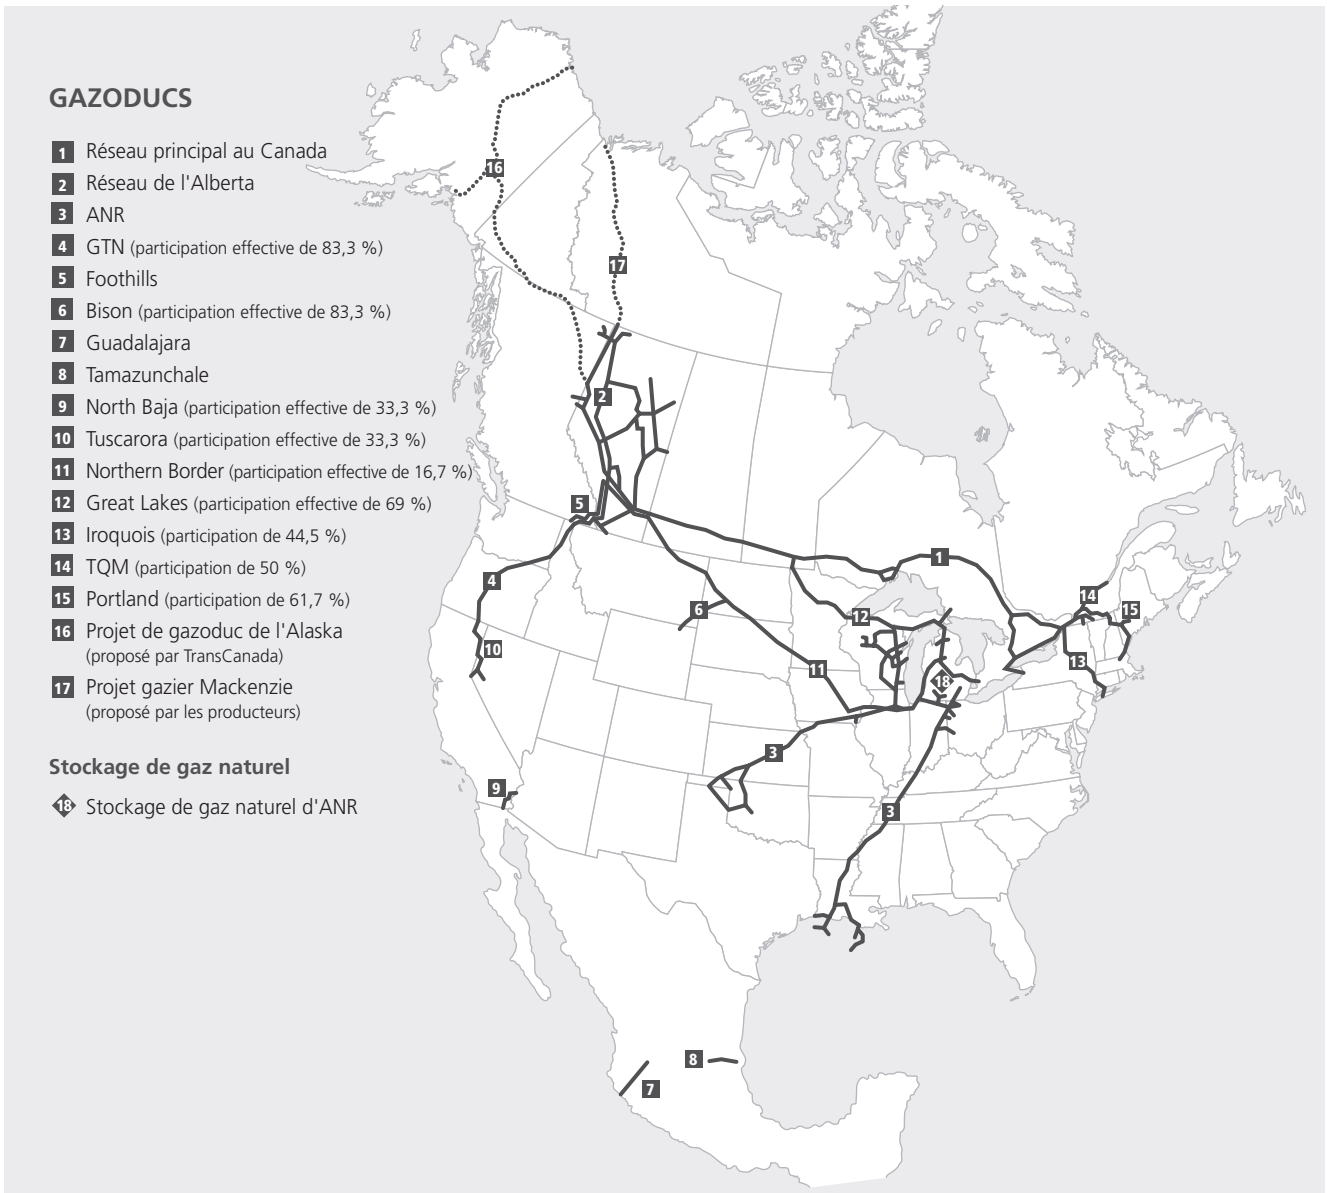 GAZODUCS
1 Réseau principal au Canada
2 Réseau de l'Alberta
3 ANR
4 GTN (participation effective de 83,3 %)
5 Foothills
6 Bison (participation effective de 83,3 %)
7 Guadalajara
8 Tamazunchale
9 North Baja (participation effective de 33,3 %)
10 Tuscarora (participation effective de 33,3 %)
11 Northern Border (participation effective de 16,7 %)
12 Great Lakes (participation effective de 69 %)
13 Iroquois (participation de 44,5 %)
14 TQM (participation de 50 %)
15 Portland (participation de 61,7 %)
16 Projet de gazoduc de l'Alaska
(proposé par TransCanada)
17 Projet gazier Mackenzie
(proposé par les producteurs)
Stockage de gaz naturel
18 Stockage de gaz naturel d'ANR
16
17
2
5
1
4
14
6
12
15
10
13
11
18
3
9
3
8
7